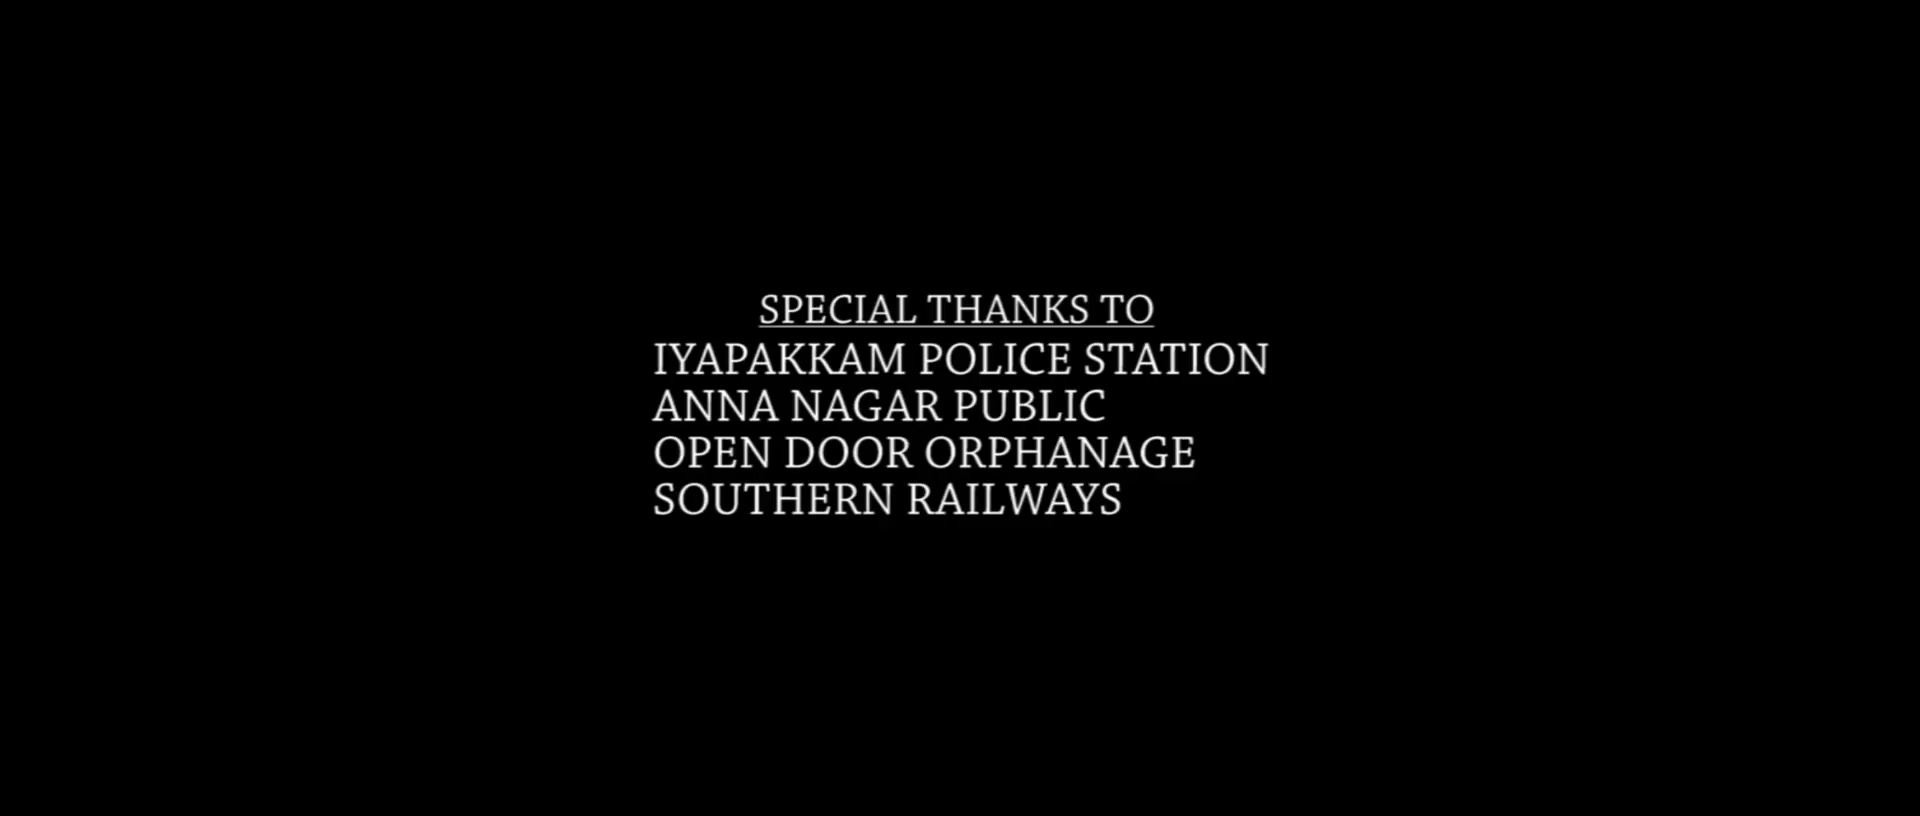 SPECIAL THANKS TO
IYAPAKKAM POLICE STATION
ANNA NAGAR PUBLIC
OPEN DOOR ORPHANAGE
SOUTHERN RAILWAYS